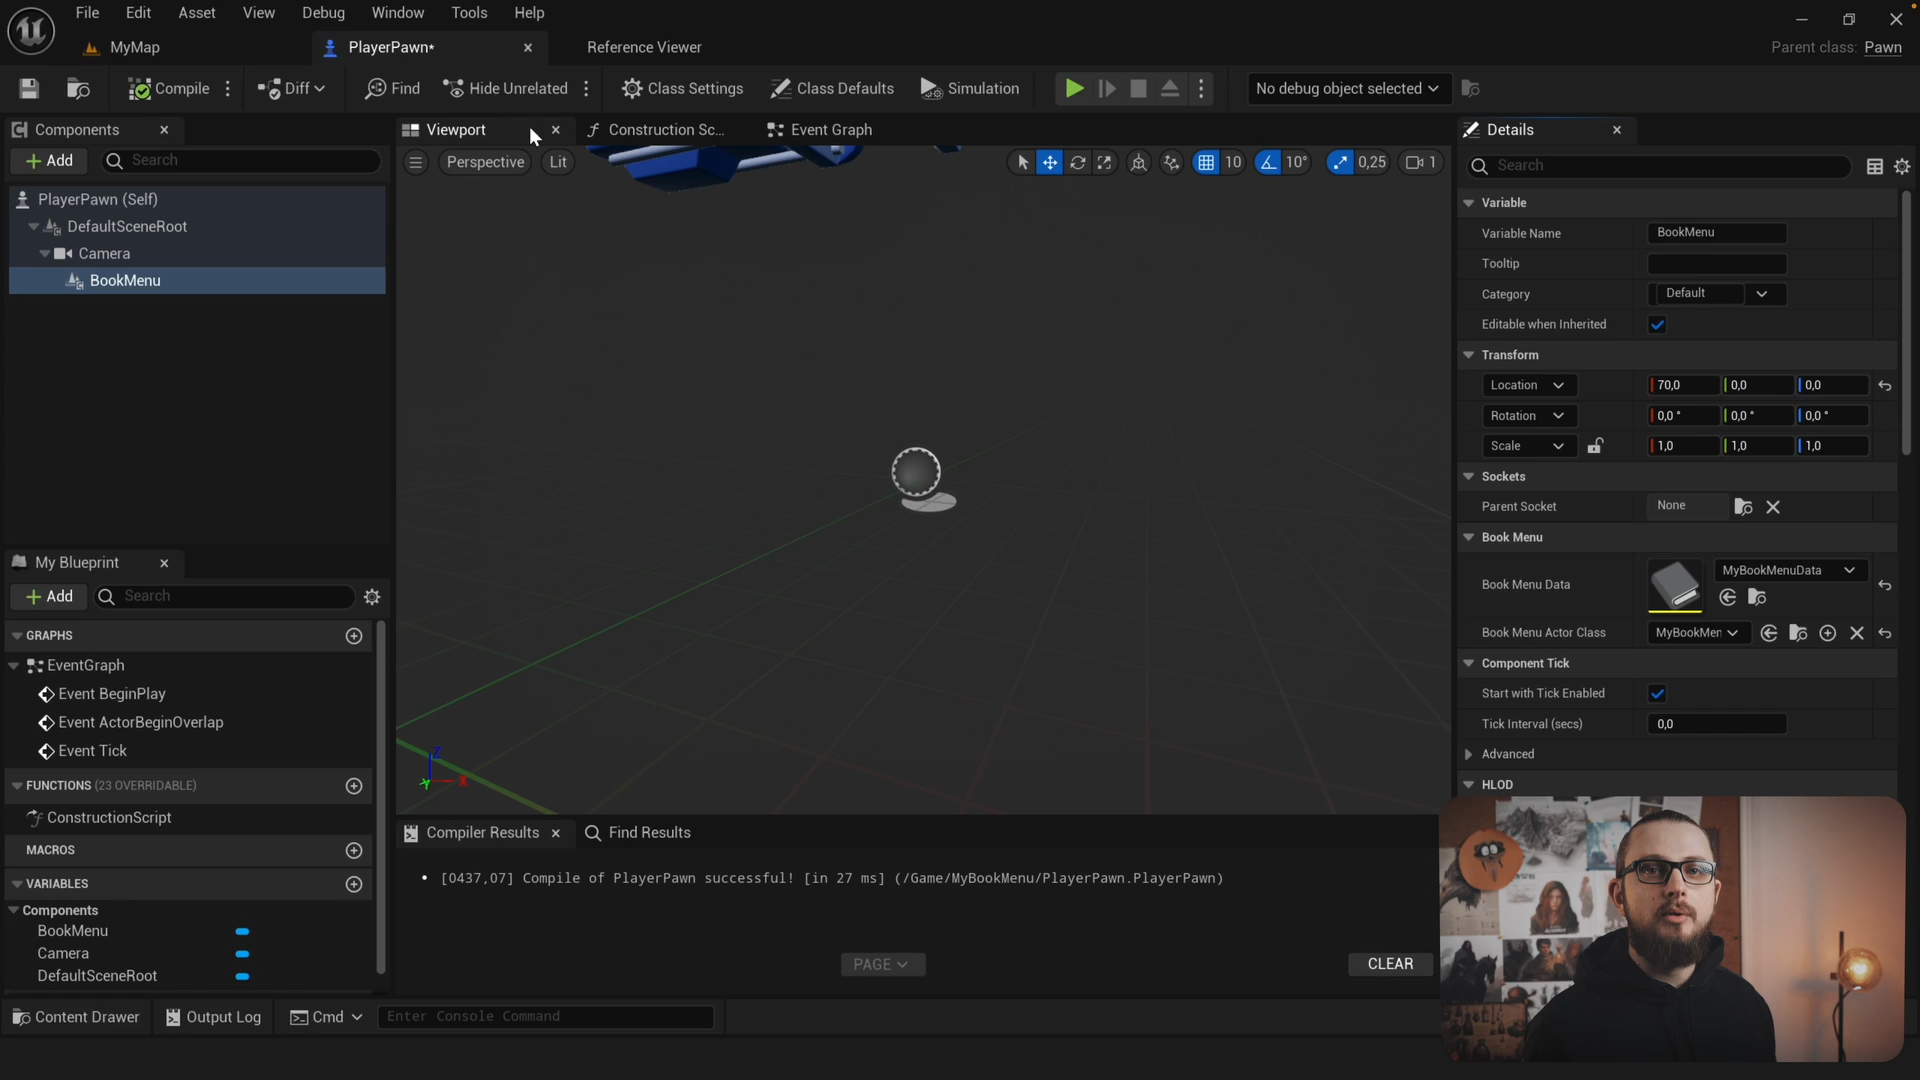 File Edit Asset View Debug Window Tools Help
MyMap PlayerPawn* Reference Viewer Parent class: Pawn
Compile Diff Find Hide Unrelated Class Settings Class Defaults Simulation No debug object selected
Components Viewport Construction Sc... Event Graph Details
Add Search Perspective Lit 10 10° 0,25 1 Search
PlayerPawn (Self)
DefaultSceneRoot
Camera
BookMenu
Variable
Variable Name BookMenu
Tooltip
Category Default
Editable when Inherited
Transform
Location 70,0 0,0 0,0
Rotation 0,0 ° 0,0 ° 0,0 °
Scale 1,0 1,0 1,0
Sockets
Parent Socket None
Book Menu
Book Menu Data MyBookMenuData
Book Menu Actor Class MyBookMer
Component Tick
Start with Tick Enabled
Tick Interval (secs) 0,0
Advanced
HLOD
Z
Y X
My Blueprint
Add Search
GRAPHS
EventGraph
Event BeginPlay
Event ActorBeginOverlap
Event Tick
FUNCTIONS (23 OVERRIDABLE)
ConstructionScript
MACROS
VARIABLES
Components
BookMenu
Camera
DefaultSceneRoot
Compiler Results Find Results
[0437,07] Compile of PlayerPawn successful! [in 27 ms] (/Game/MyBookMenu/PlayerPawn.PlayerPawn)
PAGE CLEAR
Content Drawer Output Log Cmd Enter Console Command